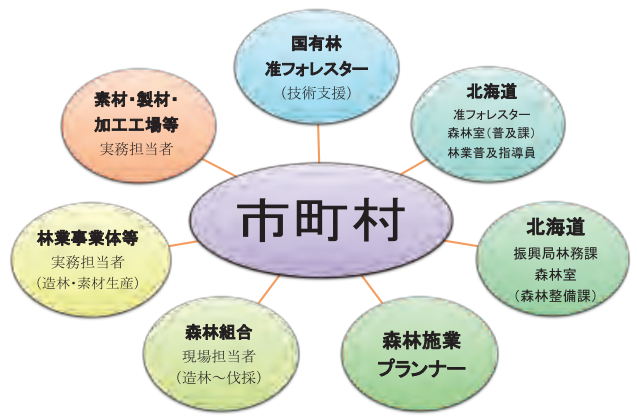 国有林
准フォレスター
（技術支援）
北海道
准フォレスター
森林室（普及課）
林業普及指導員
素材・製材・
加工工場等
実務担当者
市町村
北海道
振興局林務課
森林室
（森林整備課）
林業事業体等
実務担当者
（造林・素材生産）
森林組合
現場担当者
（造林～伐採）
森林施業
プランナー